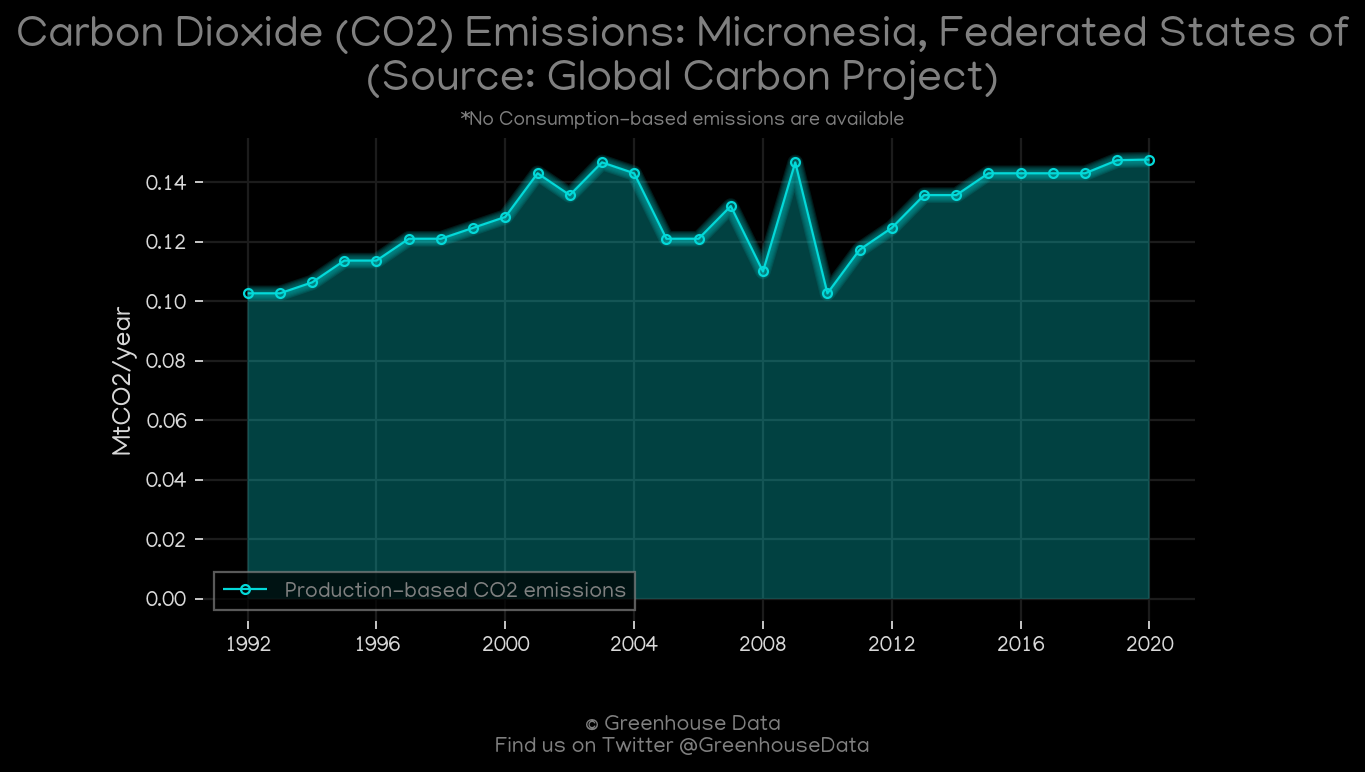 Carbon Dioxide (CO2) Emissions: Micronesia, Federated States of
(Source: Global Carbon Project)
*No Consumption-based emissions are available
MtCO2/year
0.14
0.12
0.10
0.08
0.06
0.04
0.02
0.00
Production-based CO2 emissions
1992 1996 2000 2004 2008 2012 2016 2020
© Greenhouse Data
Find us on Twitter @GreenhouseData